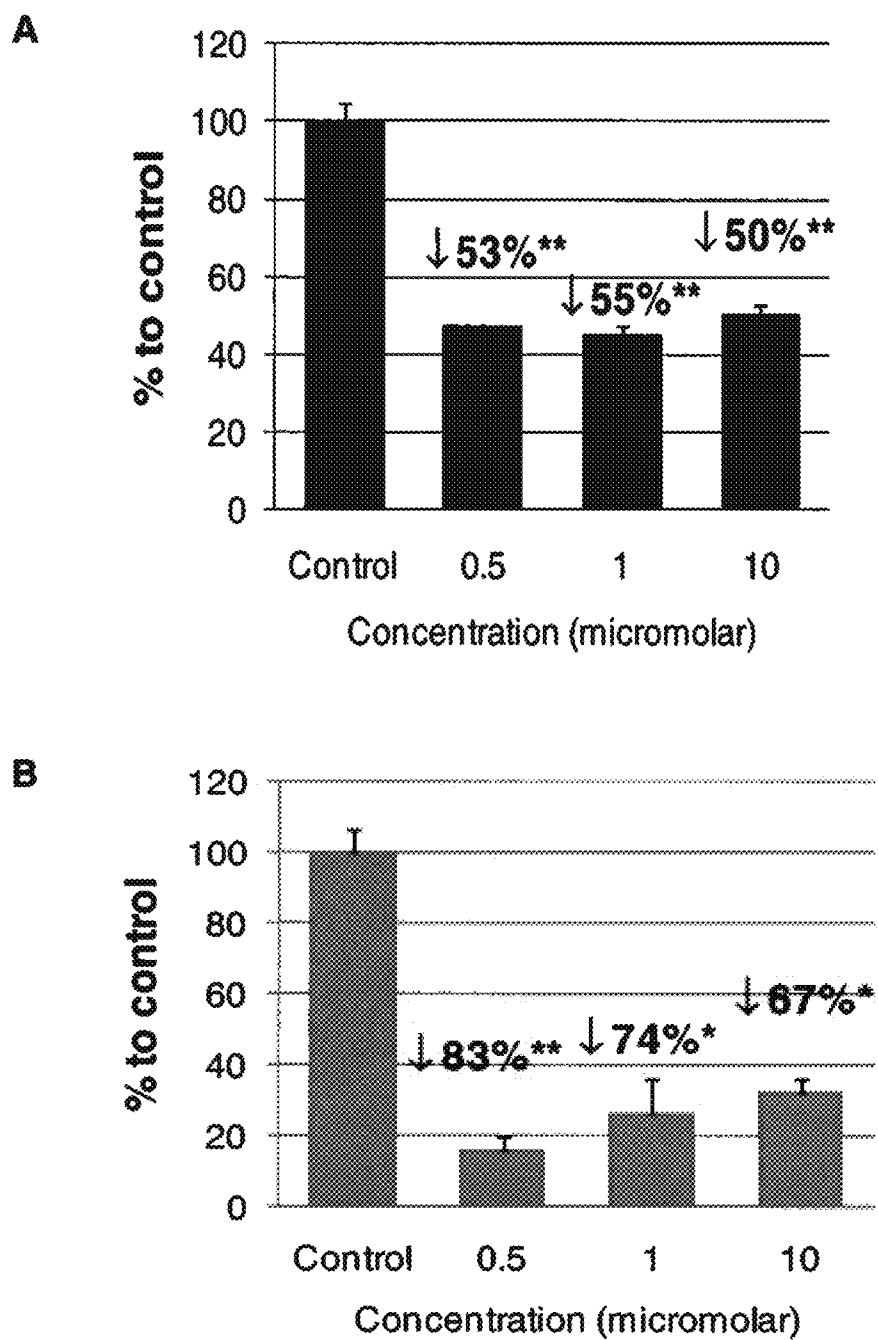 A
120
100
80
60
40
20
0
% to control
↓ 53%**
↓ 55%**
↓ 50%**
Control 0.5 1 10
Concentration (micromolar)
B
120
100
80
60
40
20
0
% to control
↓ 83%**
↓ 74%*
↓ 67%*
Control 0.5 1 10
Concentration (micromolar)